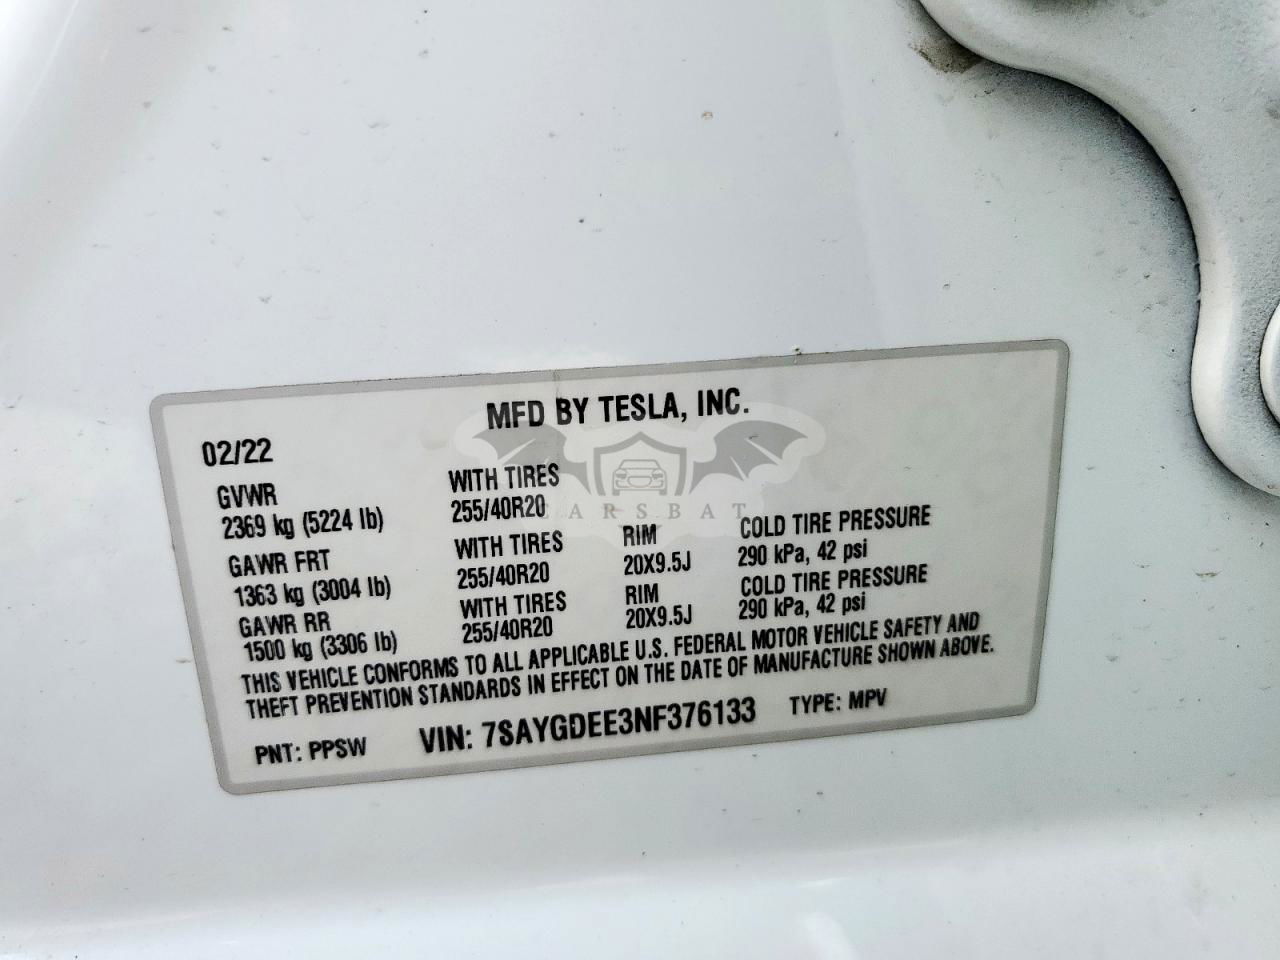 MFD BY TESLA, INC.
02/22
GVWR
2369 kg (5224 lb)
WITH TIRES
255/40R20
CARSBAT
GAWR FRT
1363 kg (3004 lb)
WITH TIRES
255/40R20
RIM
20X9.5J
COLD TIRE PRESSURE
290 kPa, 42 psi
GAWR RR
1500 kg (3306 lb)
WITH TIRES
255/40R20
RIM
20X9.5J
COLD TIRE PRESSURE
290 kPa, 42 psi
THIS VEHICLE CONFORMS TO ALL APPLICABLE U.S. FEDERAL MOTOR VEHICLE SAFETY AND
THEFT PREVENTION STANDARDS IN EFFECT ON THE DATE OF MANUFACTURE SHOWN ABOVE.
PNT: PPSW VIN: 7SAYGDEE3NF376133 TYPE: MPV